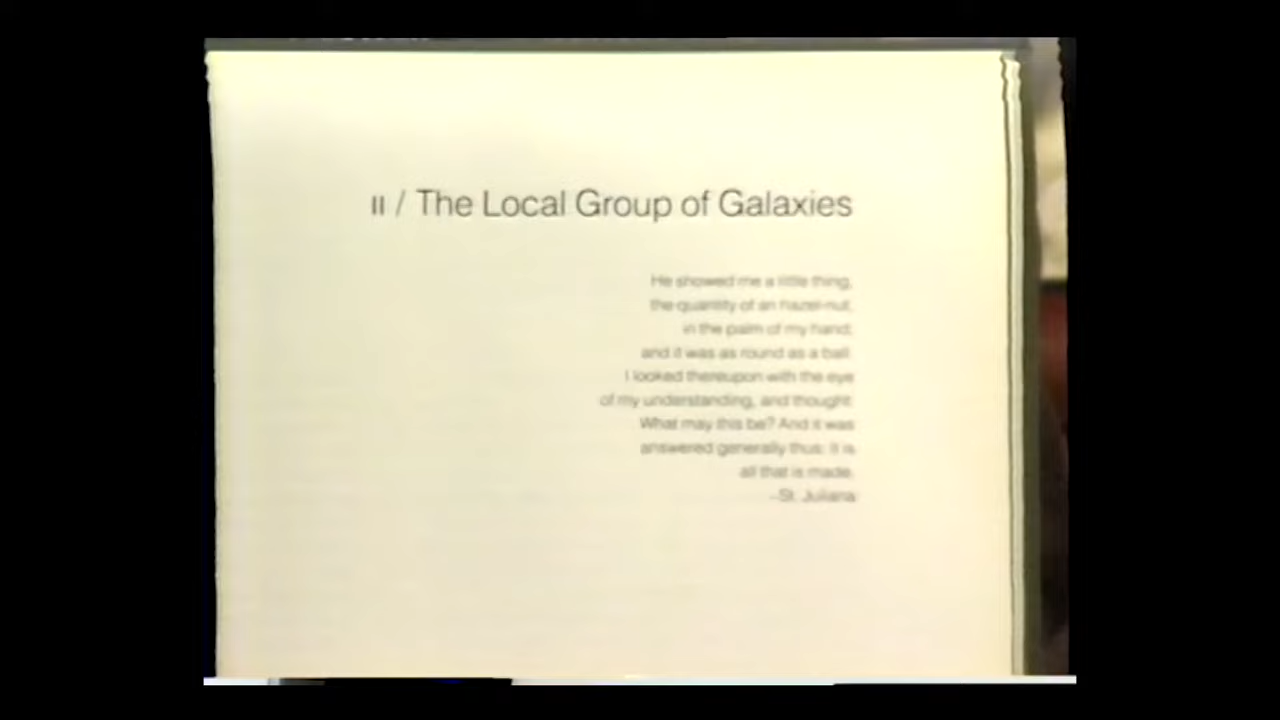 II / The Local Group of Galaxies
He showed me a little thing,
the quantity of an hazel-nut,
in the palm of my hand;
and it was as round as a ball.
I looked thereupon with the eye
of my understanding, and thought:
What may this be? And it was
answered generally thus: It is
all that is made.
–St. Juliana